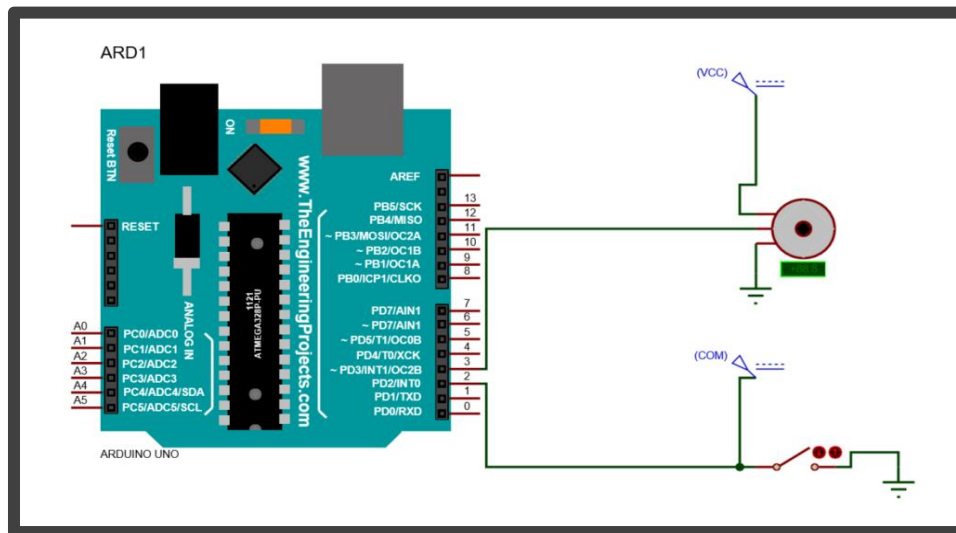 ARD1
(VCC)
Reset BTN
ON
www.TheEngineeringProjects.com
AREF
RESET
PB5/SCK 13
PB4/MISO 12
~ PB3/MOSI/OC2A 11
~ PB2/OC1B 10
~ PB1/OC1A 9
PB0/ICP1/CLKO 8
1121
ATMEGA328P-PU
ANALOG IN
PD7/AIN1 7
~ PD7/AIN1 6
~ PD5/T1/OC0B 5
PD4/T0/XCK 4
~ PD3/INT1/OC2B 3
PD2/INT0 2
PD1/TXD 1
PD0/RXD 0
A0 PC0/ADC0
A1 PC1/ADC1
A2 PC2/ADC2
A3 PC3/ADC3
A4 PC4/ADC4/SDA
A5 PC5/ADC5/SCL
(COM)
ARDUINO UNO